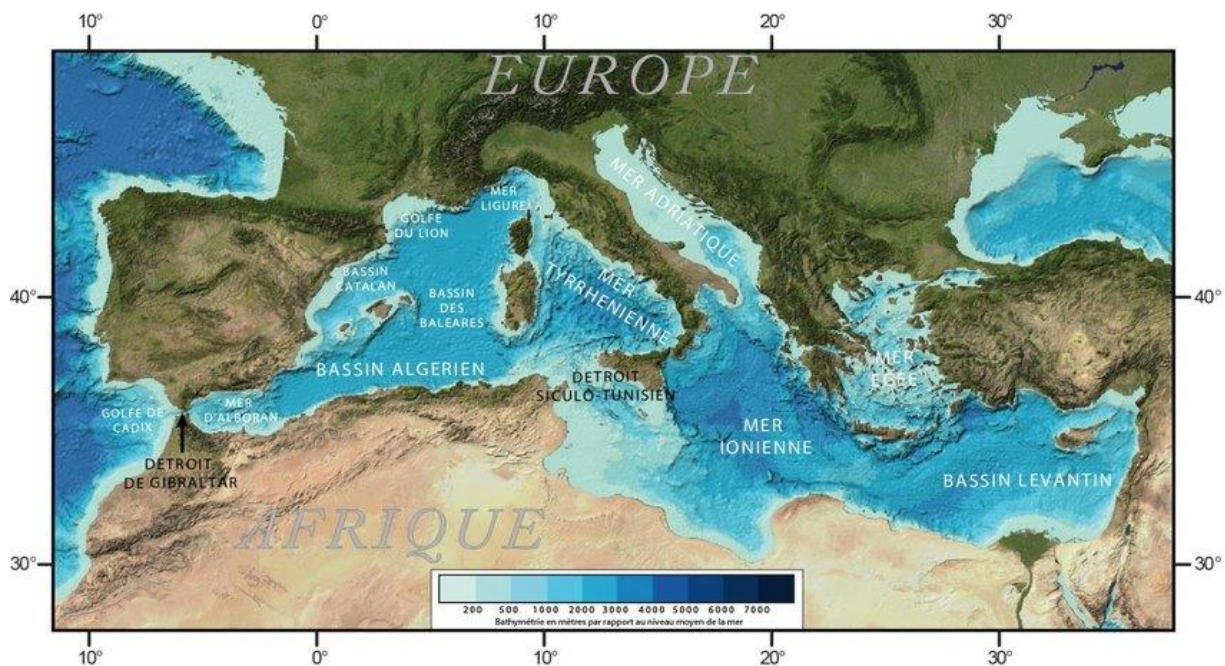 10°
0°
10°
20°
30°
EUROPE
MER ADRIATIQUE
MER
LIGURE
GOLFE
DU LION
40°
40°
BASSIN
CATALAN
BASSIN
DES
BALEARES
MER
TYRRHENIENNE
BASSIN ALGERIEN
DETROIT
SICULO-TUNISIEN
MER
EGEE
GOLFE DE
CADIX
MER
D'ALBORAN
MER
IONIENNE
DETROIT
DE GIBRALTAR
BASSIN LEVANTIN
AFRIQUE
30°
30°
200 500 1000 2000 3000 4000 5000 6000 7000
Bathymétrie en mètres par rapport au niveau moyen de la mer
10°
0°
10°
20°
30°